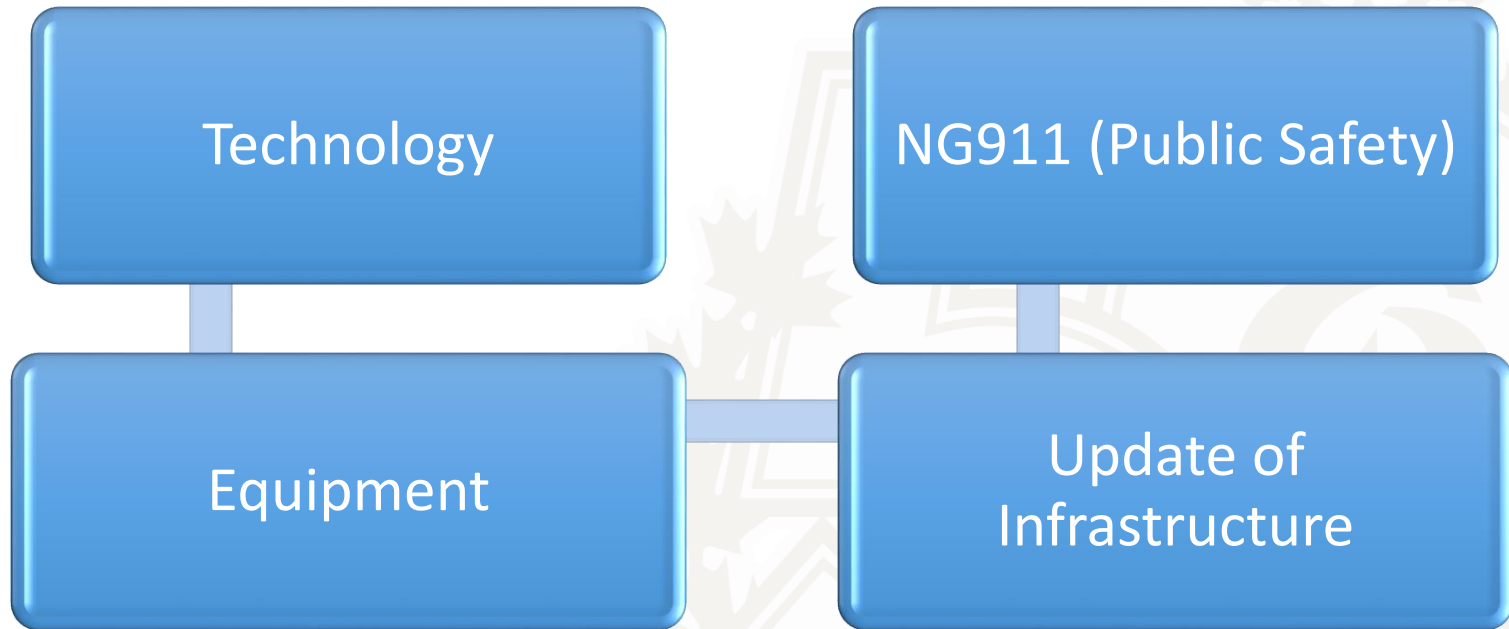 Technology
Equipment
Update of
Infrastructure
NG911 (Public Safety)